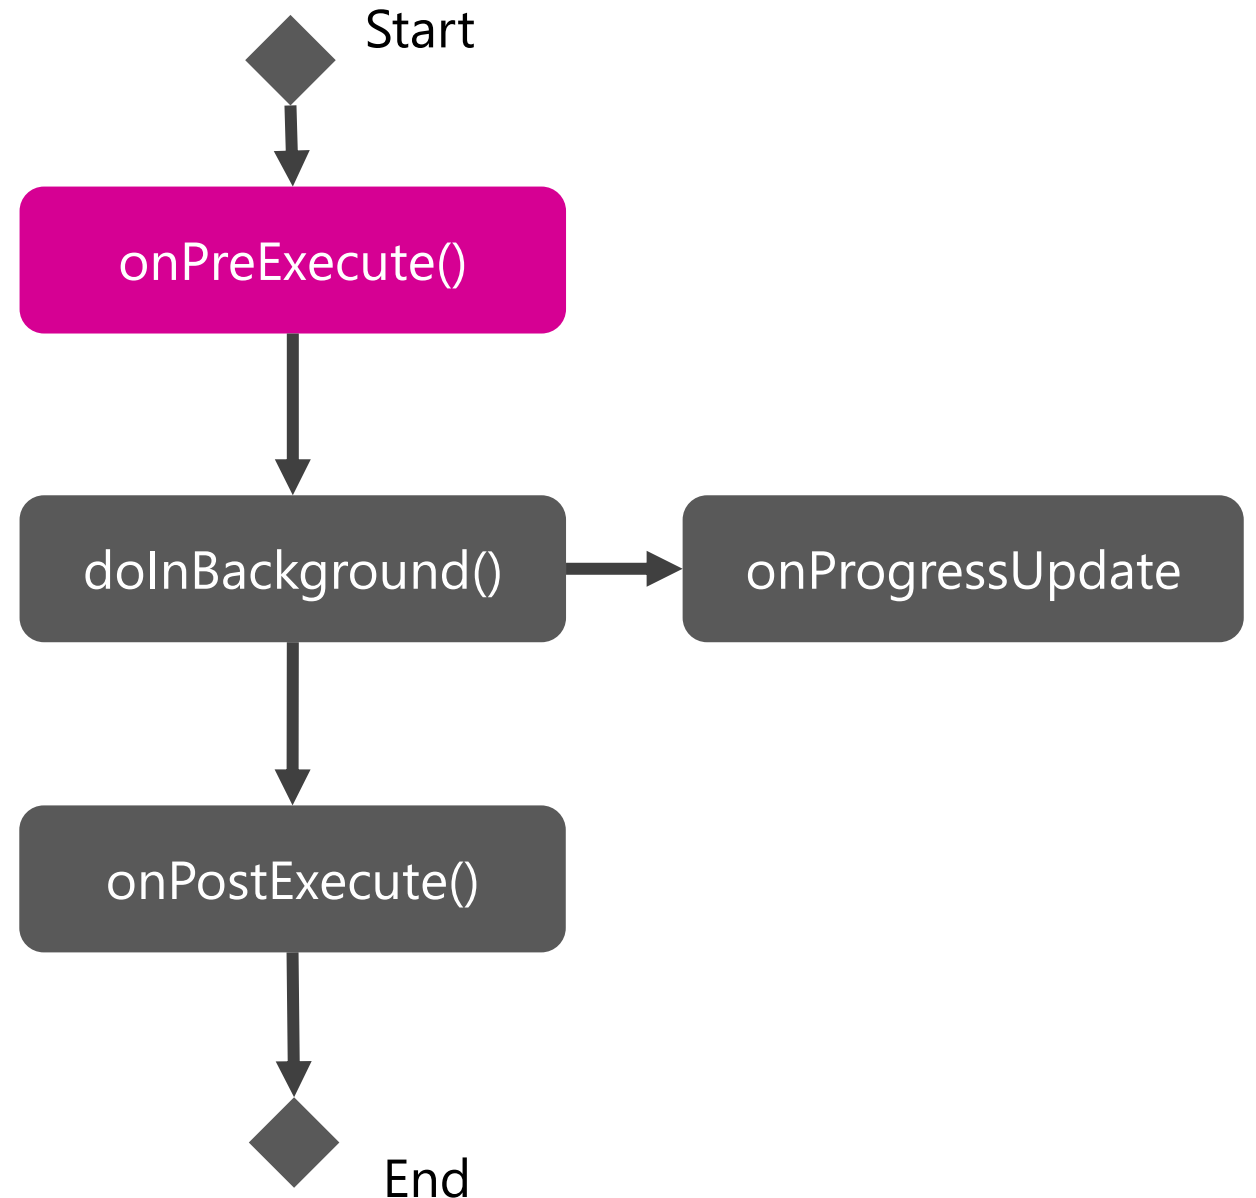 Start
onPreExecute()
doInBackground()
onProgressUpdate
onPostExecute()
End